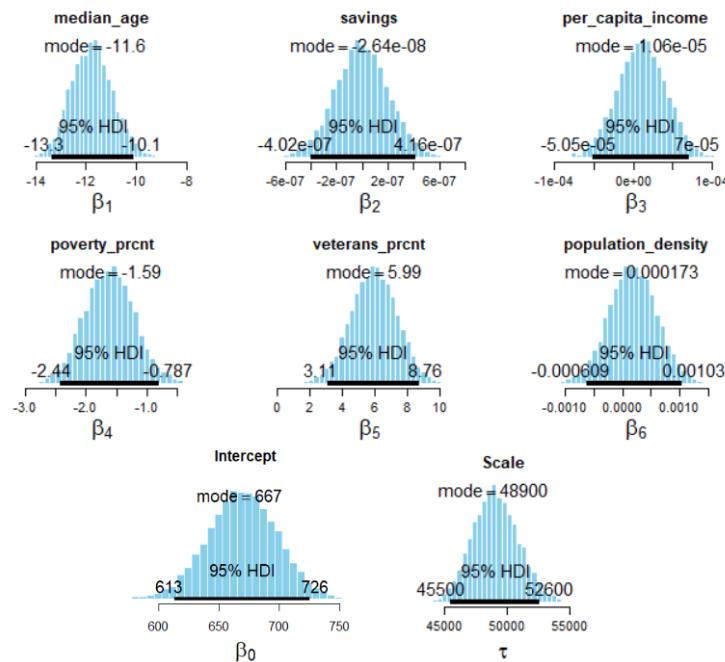 median_age savings per_capita_income
mode = -11.6 mode = -2.64e-08 mode = 1.06e-05
95% HDI 95% HDI 95% HDI
-13.3 -10.1 -4.02e-07 4.16e-07 -5.05e-05 7e-05
-14 -12 -10 -8 -6e-07 -2e-07 2e-07 6e-07 -1e-04 0e+00 1e-04
β1 β2 β3
poverty_prcnt veterans_prcnt population_density
mode = -1.59 mode = 5.99 mode = 0.000173
95% HDI 95% HDI 95% HDI
-2.44 -0.787 3.11 8.76 -0.000609 0.00103
-3.0 -2.0 -1.0 0 2 4 6 8 10 -0.0010 0.0000 0.0010
β4 β5 β6
Intercept Scale
mode = 667 mode = 48900
95% HDI 95% HDI
613 726 45500 52600
600 650 700 750 45000 50000 55000
β0 τ